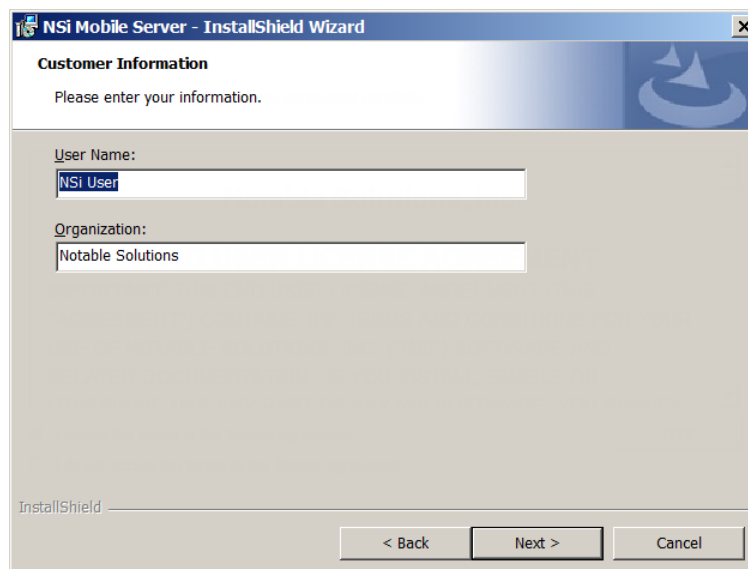 NSi Mobile Server - InstallShield Wizard
Customer Information
Please enter your information.
User Name:
NSi User
Organization:
Notable Solutions
InstallShield
< Back Next > Cancel